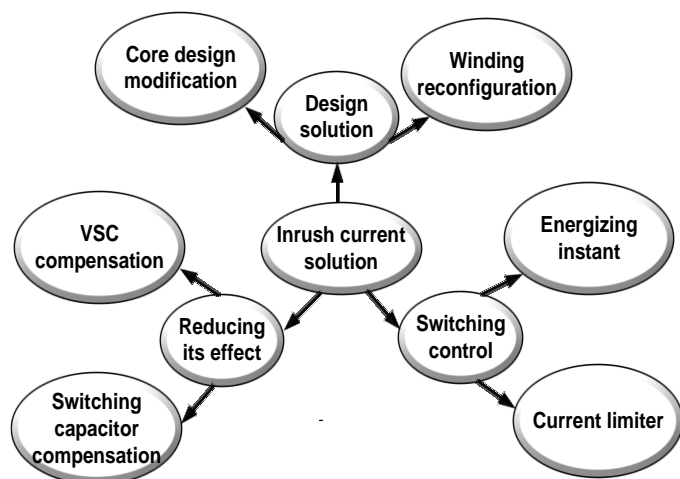 Core design
modification
Winding
reconfiguration
Design
solution
VSC
compensation
Inrush current
solution
Energizing
instant
Reducing
its effect
Switching
control
Switching
capacitor
compensation
Current limiter